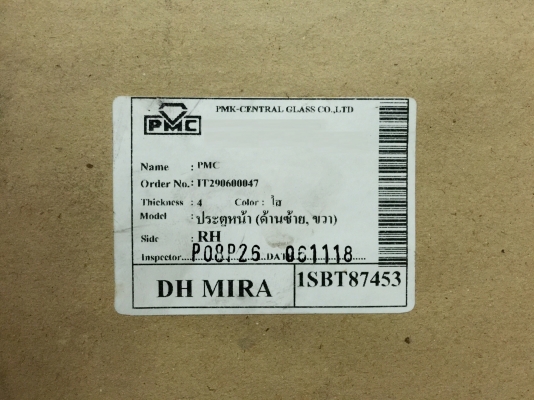 PMK-CENTRAL GLASS CO.,LTD
PMC
Name : PMC
Order No. : IT290600047
Thickness : 4 Color : ใส
Model : ประตูหน้า (ด้านซ้าย, ขวา)
Side : RH
Inspector....P08P26...DATE 061118.....
DH MIRA
1SBT87453